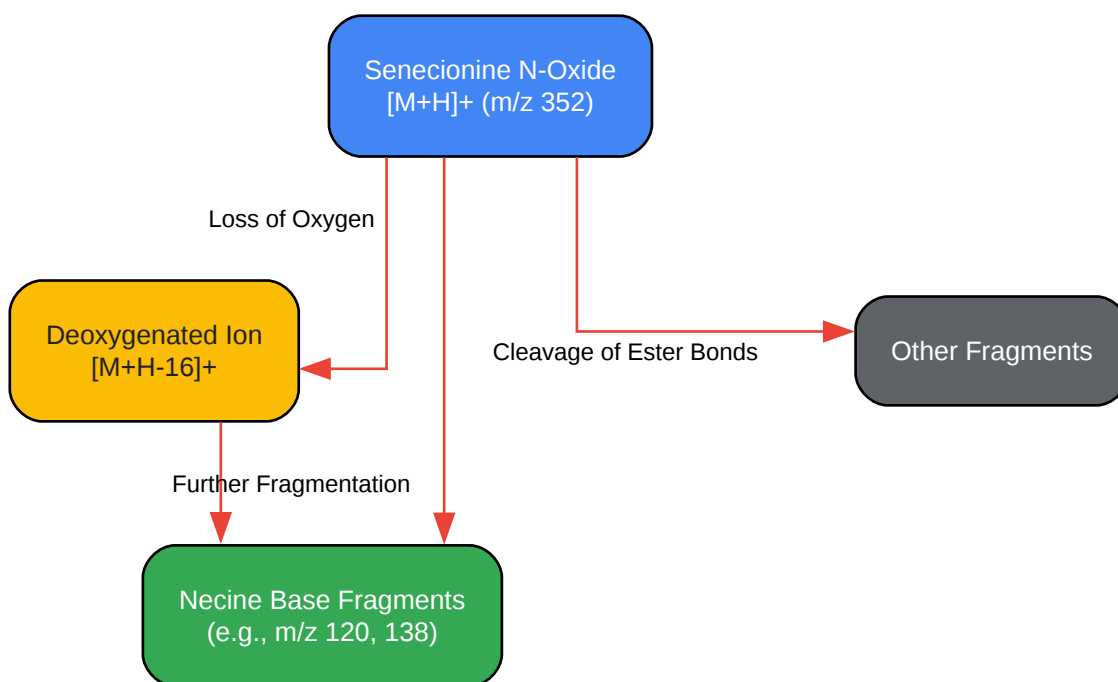 Senecionine N-Oxide
[M+H]+ (m/z 352)
Loss of Oxygen
Deoxygenated Ion
[M+H-16]+
Cleavage of Ester Bonds
Other Fragments
Further Fragmentation
Necine Base Fragments
(e.g., m/z 120, 138)